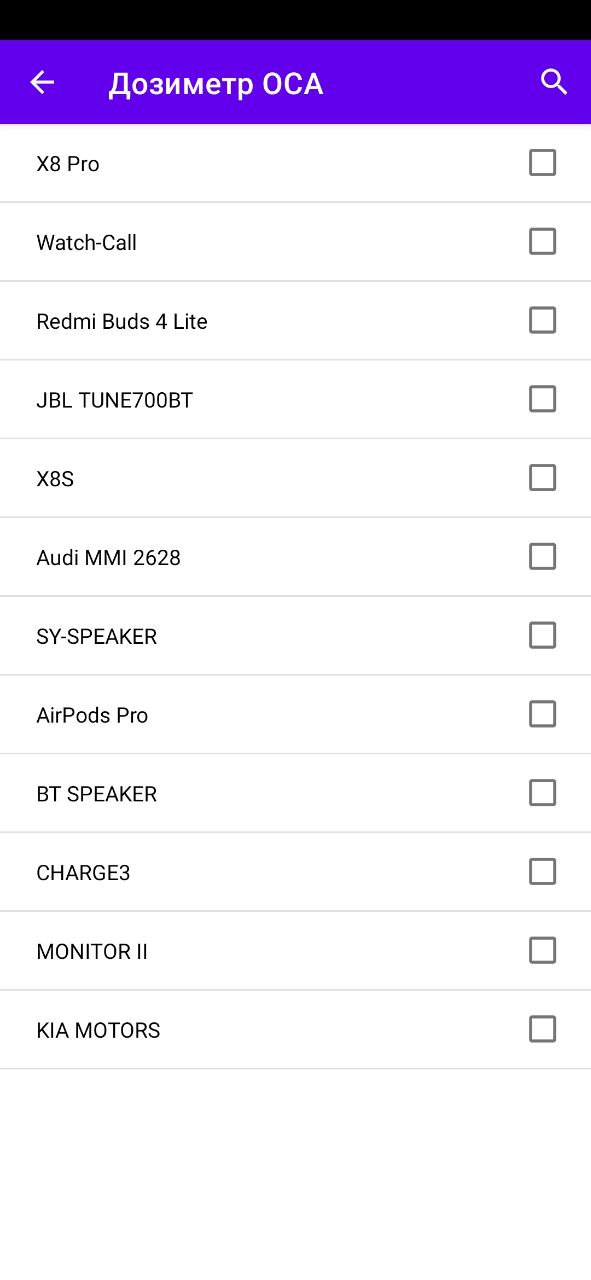 Дозиметр ОСА
X8 Pro
Watch-Call
Redmi Buds 4 Lite
JBL TUNE700BT
X8S
Audi MMI 2628
SY-SPEAKER
AirPods Pro
BT SPEAKER
CHARGE3
MONITOR II
KIA MOTORS